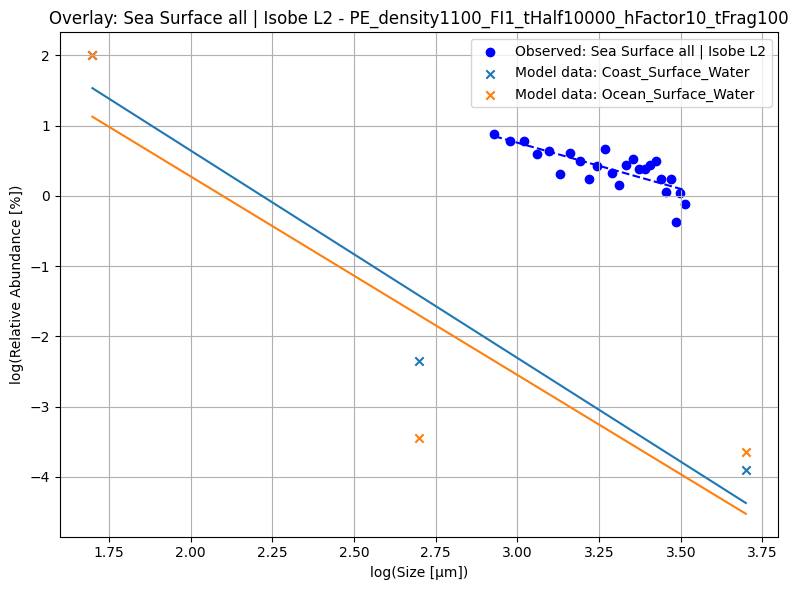 Overlay: Sea Surface all | Isobe L2 - PE_density1100_FI1_tHalf10000_hFactor10_tFrag100
Observed: Sea Surface all | Isobe L2
Model data: Coast_Surface_Water
Model data: Ocean_Surface_Water
log(Relative Abundance [%])
2
1
0
−1
−2
−3
−4
1.75
2.00
2.25
2.50
2.75
3.00
3.25
3.50
3.75
log(Size [µm])